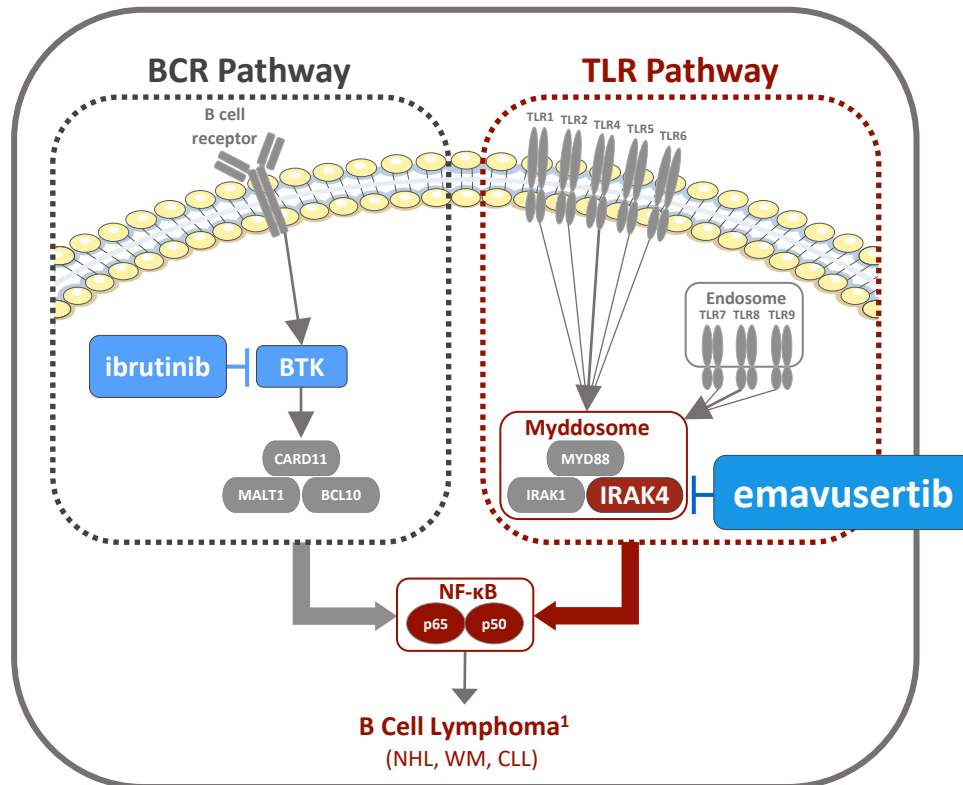 BCR Pathway
TLR Pathway
B cell
receptor
TLR1
TLR2
TLR4
TLR5
TLR6
Endosome
TLR7
TLR8
TLR9
ibrutinib
BTK
CARD11
MALT1
BCL10
Myddosome
MYD88
IRAK1
IRAK4
emavusertib
NF-κB
p65
p50
B Cell Lymphoma¹
(NHL, WM, CLL)